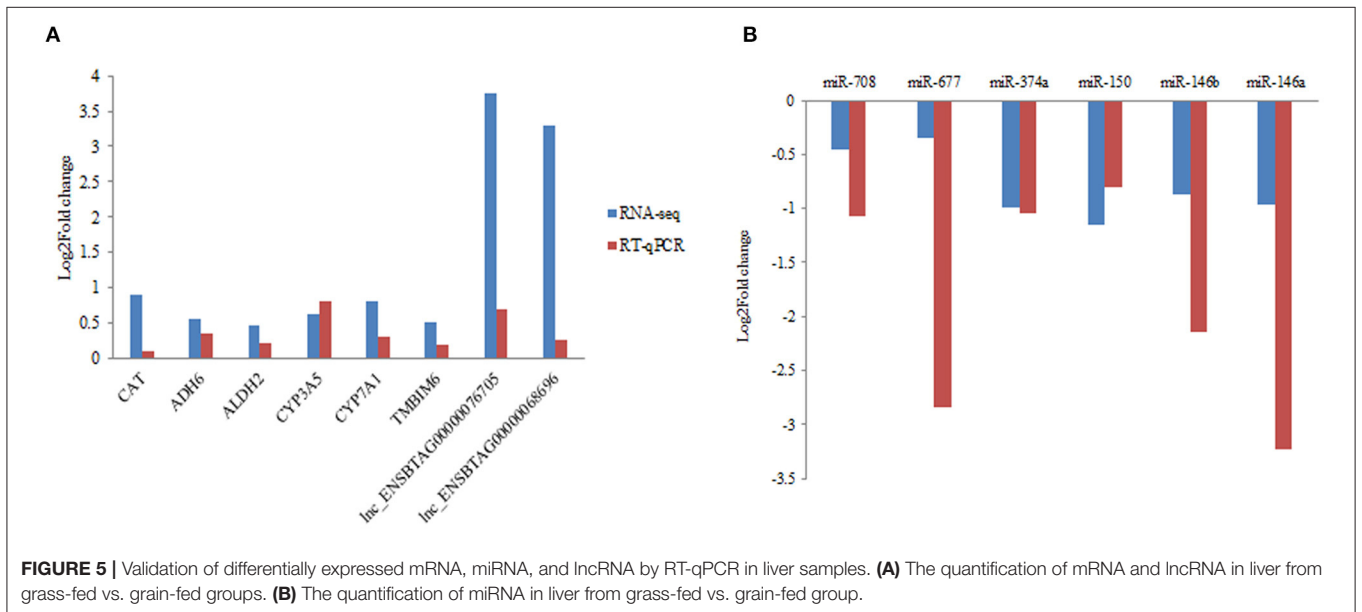 A
4
3.5
3
2.5
2
1.5
1
0.5
0
Log2Fold change
CAT
ADH6
ALDH2
CYP3A5
CYP7A1
TMBIM6
lnc_ENSBTAG00000076705
lnc_ENSBTAG00000068696
RNA-seq
RT-qPCR
B
miR-708 miR-677 miR-374a miR-150 miR-146b miR-146a
0
-0.5
-1
-1.5
-2
-2.5
-3
-3.5
Log2Fold change
FIGURE 5 | Validation of differentially expressed mRNA, miRNA, and lncRNA by RT-qPCR in liver samples. (A) The quantification of mRNA and lncRNA in liver from
grass-fed vs. grain-fed groups. (B) The quantification of miRNA in liver from grass-fed vs. grain-fed group.